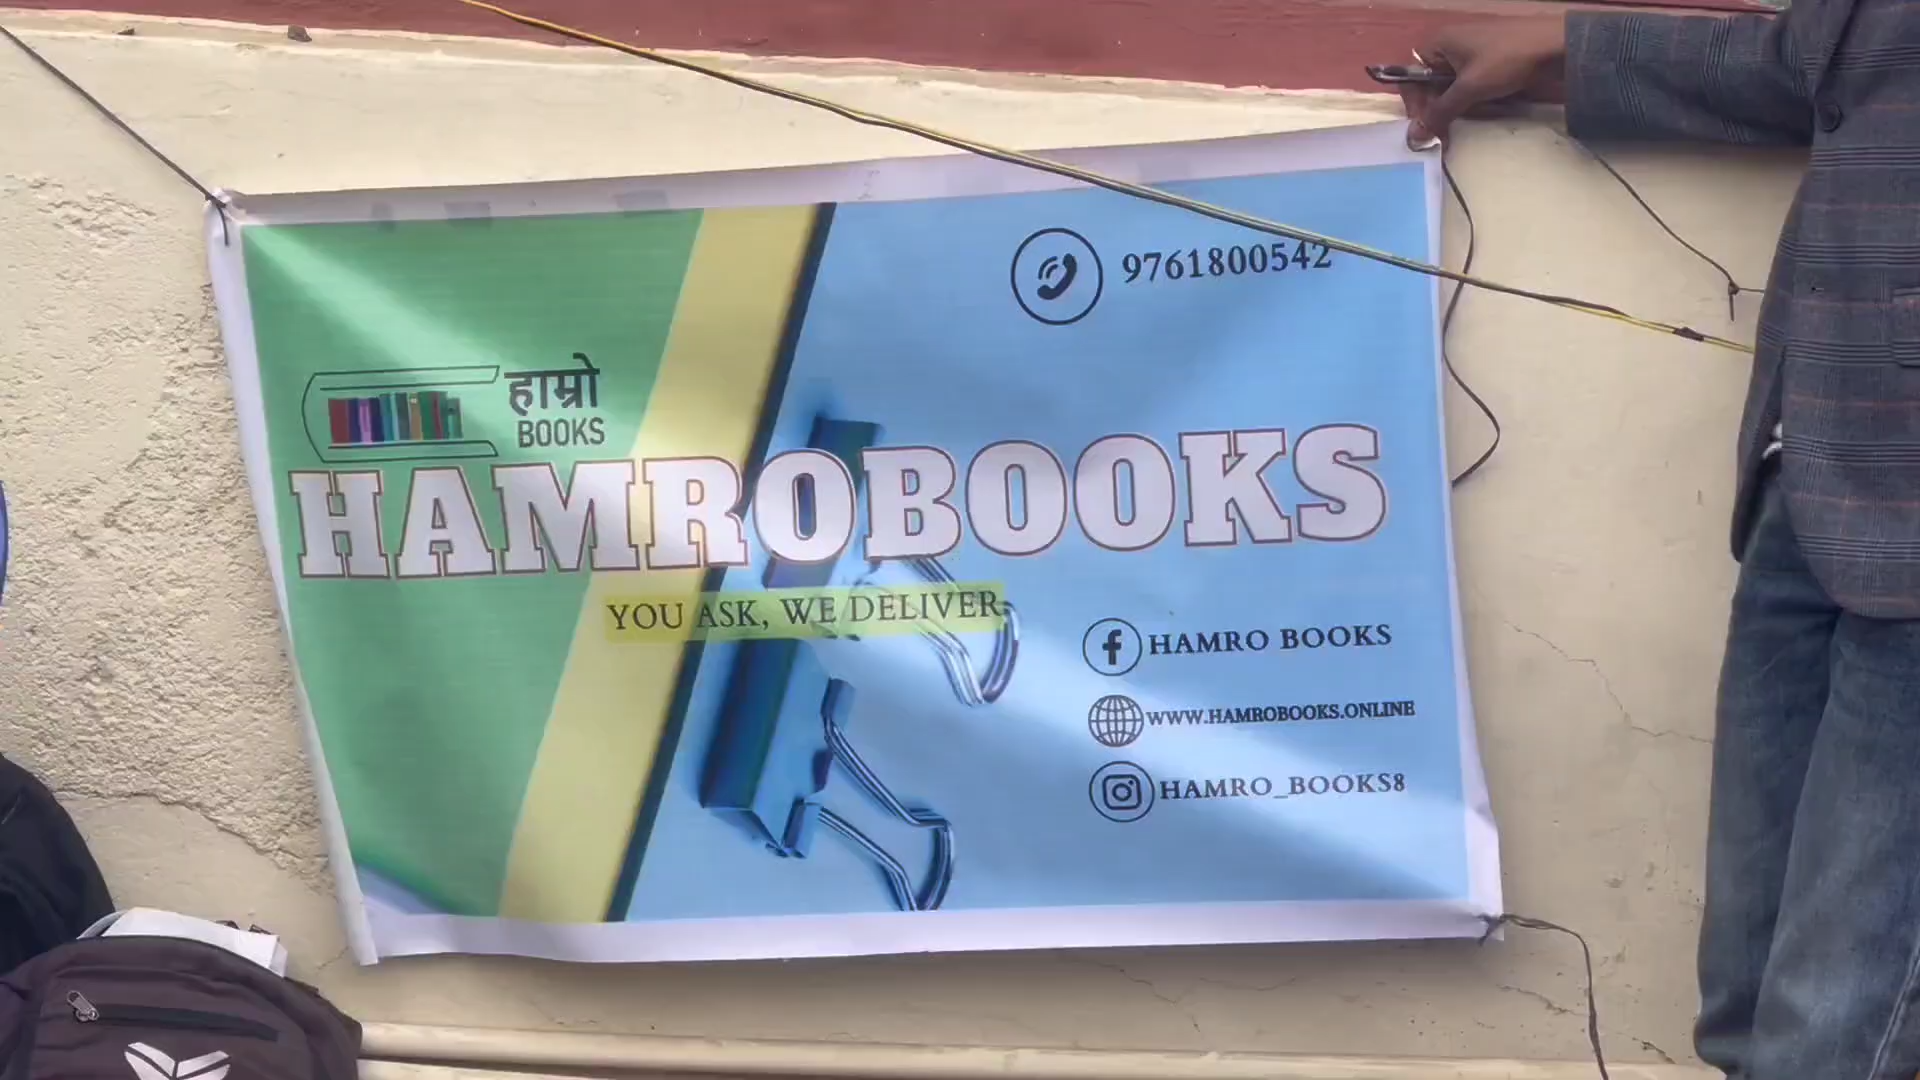 9761800542
हाम्रो
BOOKS
HAMROBOOKS
YOU ASK, WE DELIVER
HAMRO BOOKS
WWW.HAMROBOOKS.ONLINE
HAMRO_BOOKS8